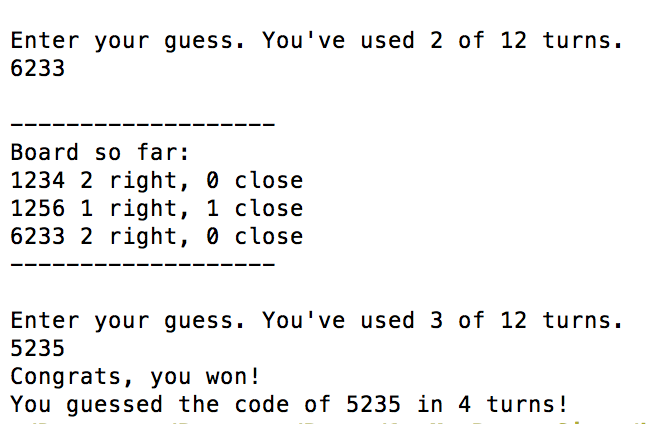 Enter your guess. You've used 2 of 12 turns.
6233
-------------------
Board so far:
1234 2 right, 0 close
1256 1 right, 1 close
6233 2 right, 0 close
-------------------
Enter your guess. You've used 3 of 12 turns.
5235
Congrats, you won!
You guessed the code of 5235 in 4 turns!